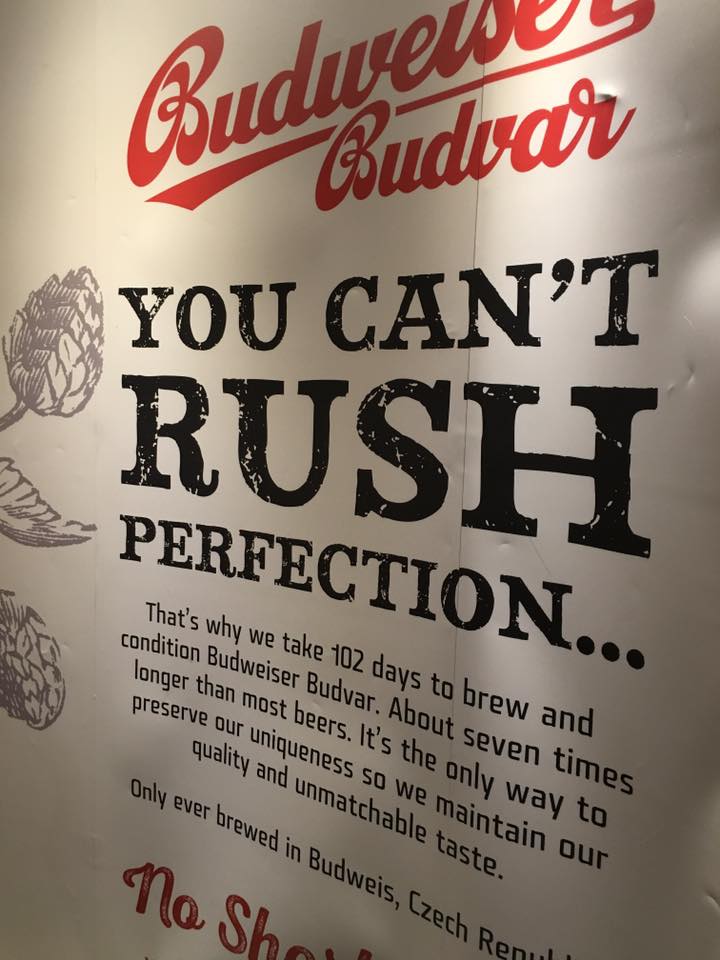 Budweiser
Budvar
YOU CAN'T
RUSH
PERFECTION...
That's why we take 102 days to brew and
condition Budweiser Budvar. About seven times
longer than most beers. It's the only way to
preserve our uniqueness so we maintain our
quality and unmatchable taste.
Only ever brewed in Budweis, Czech
No